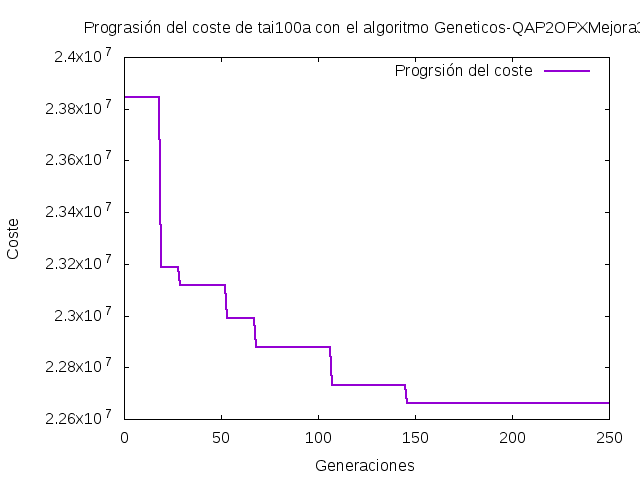 Prograsión del coste de tai100a con el algoritmo Geneticos-QAP2OPXMejora3
Progrsión del coste
2.4x10 7
2.38x10 7
2.36x10 7
2.34x10 7
2.32x10 7
2.3x10 7
2.28x10 7
2.26x10 7
Coste
0 50 100 150 200 250
Generaciones